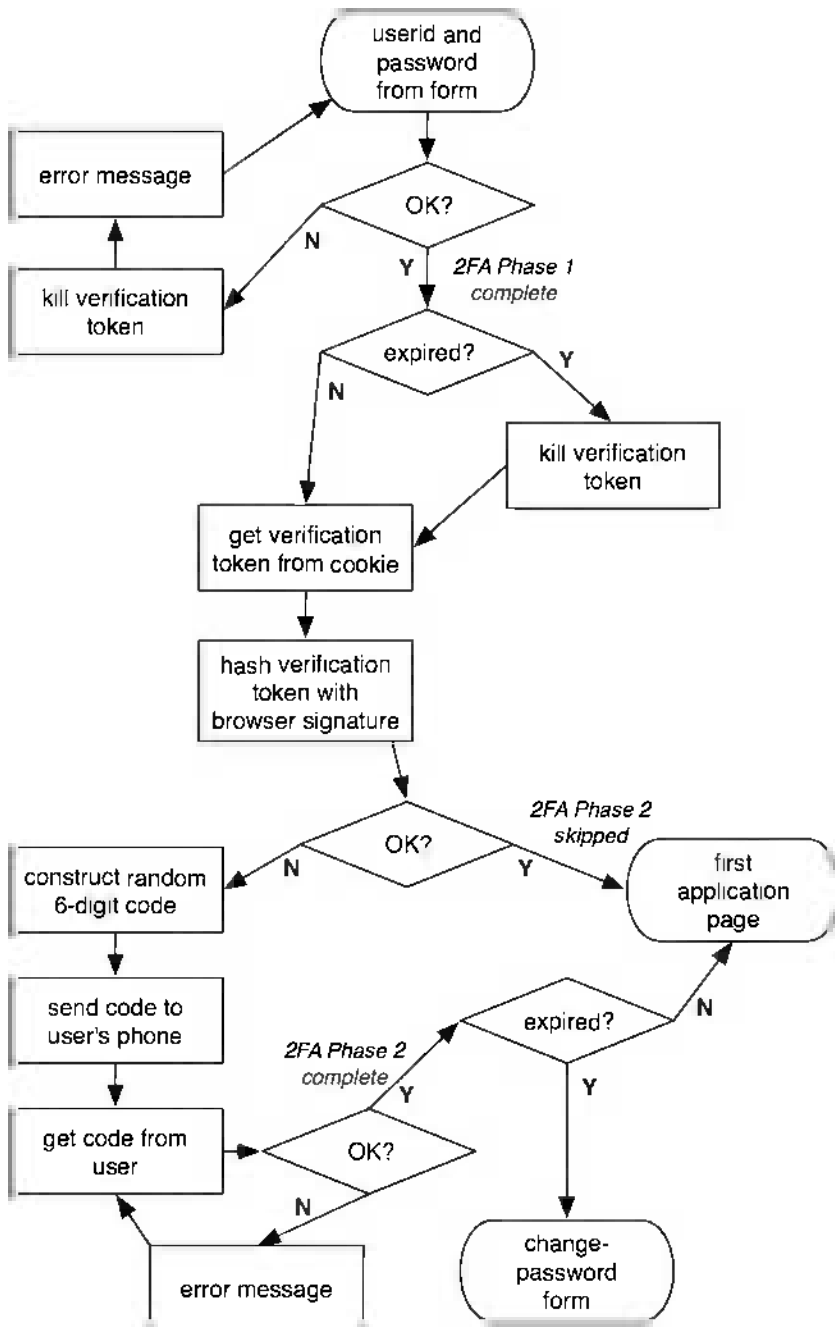 userid and
password
from form
error message
OK?
N
Y
2FA Phase 1
complete
kill verification
token
expired?
N
Y
kill verification
token
get verification
token from cookie
hash verification
token with
browser signature
2FA Phase 2
skipped
OK?
N
Y
first
application
page
construct random
6-digit code
send code to
user's phone
expired?
N
2FA Phase 2
complete
Y
Y
get code from
user
OK?
N
change-
password
form
error message